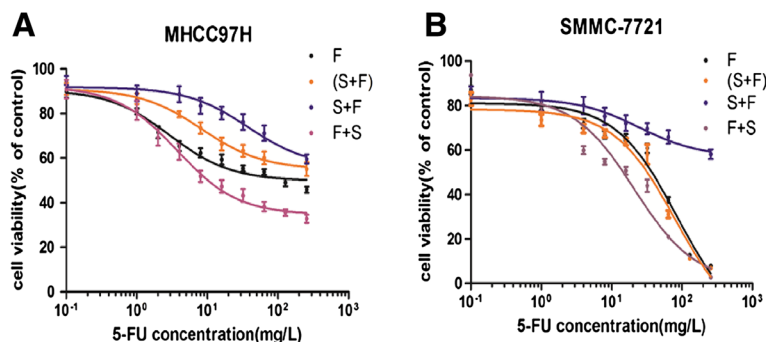 A
MHCC97H
cell viability(% of control)
100
80
60
40
20
0
10-1
100
101
102
103
5-FU concentration(mg/L)
F
(S+F)
S+F
F+S
B
SMMC-7721
cell viability(% of control)
100
80
60
40
20
0
10-1
100
101
102
103
5-FU concentration(mg/L)
F
(S+F)
S+F
F+S